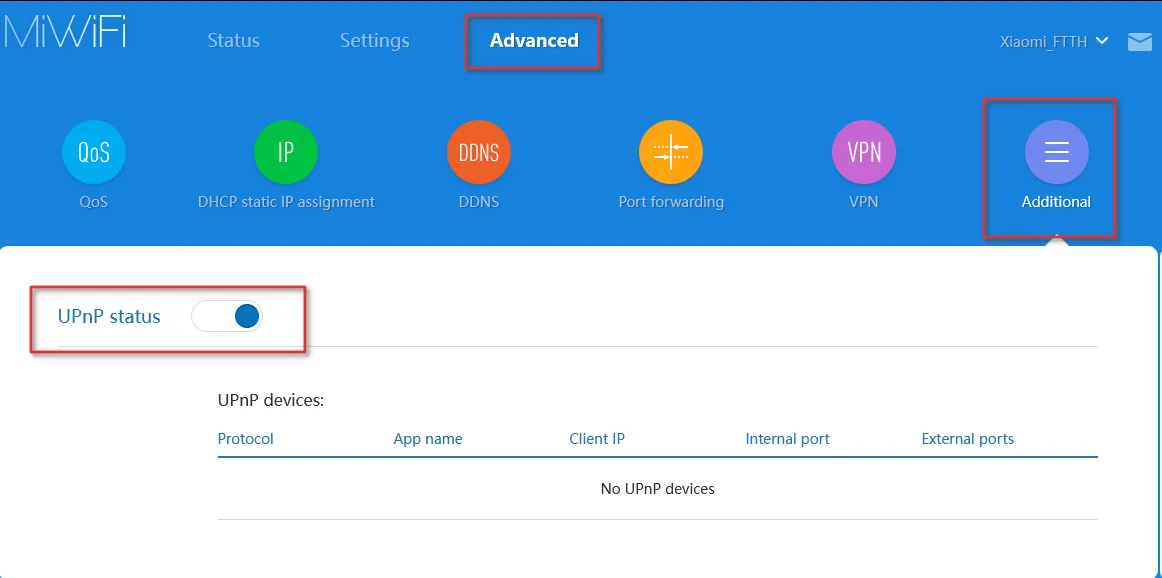 MiWiFi
Status Settings Advanced Xiaomi_FTTH
QoS IP DDNS VPN
QoS DHCP static IP assignment DDNS Port forwarding VPN Additional
UPnP status
UPnP devices:
Protocol App name Client IP Internal port External ports
No UPnP devices